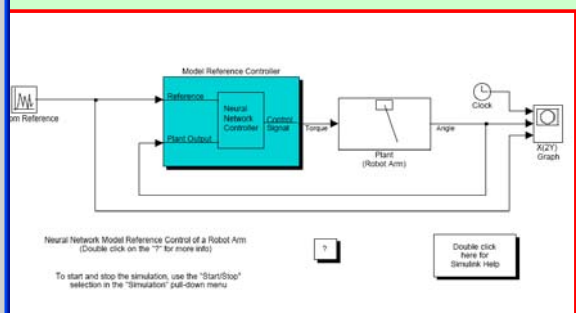 Model Reference Controller
Reference
Neural
Network
Controller
Control
Signal
Plant Output
om Reference
Torque
Plant
(Robot Arm)
Angle
Clock
X(2Y)
Graph
Neural Network Model Reference Control of a Robot Arm
(Double click on the "?" for more info)
?
Double click
here for
Simulink Help
To start and stop the simulation, use the "Start/Stop"
selection in the "Simulation" pull-down menu